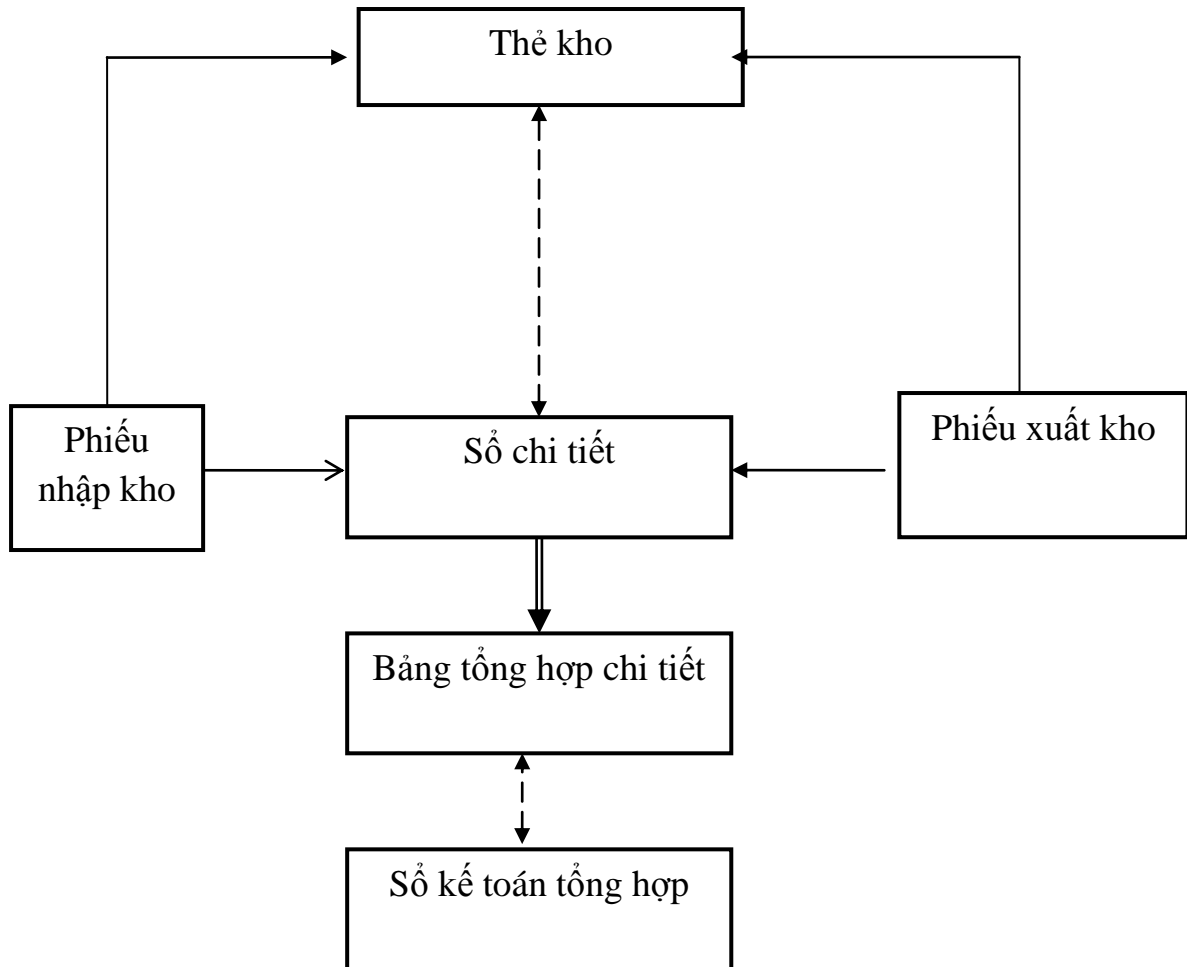 Thẻ kho
Phiếu
nhập kho
Sổ chi tiết
Phiếu xuất kho
Bảng tổng hợp chi tiết
Sổ kế toán tổng hợp